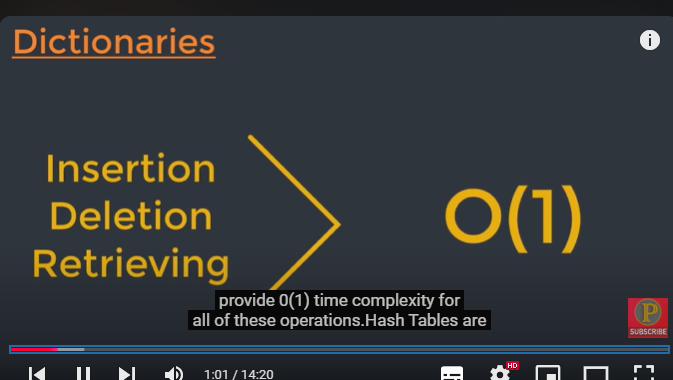 Dictionaries
i
Insertion
Deletion
Retrieving
O(1)
provide 0(1) time complexity for
all of these operations.Hash Tables are
P
SUBSCRIBE
1:01 / 14:20
HD